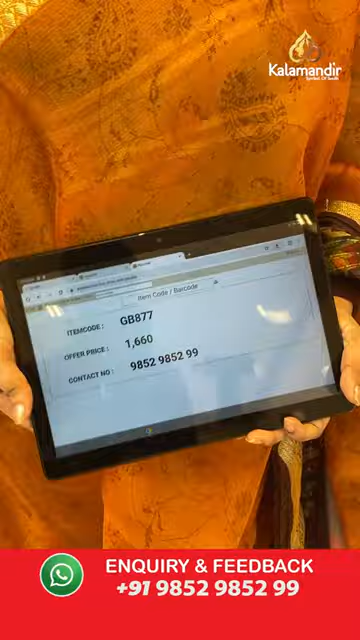 Kalamandir
Item Code / Barcode
ITEMCODE : GB877
OFFER PRICE : 1,660
CONTACT NO : 9852 9852 99
ENQUIRY & FEEDBACK
+91 9852 9852 99